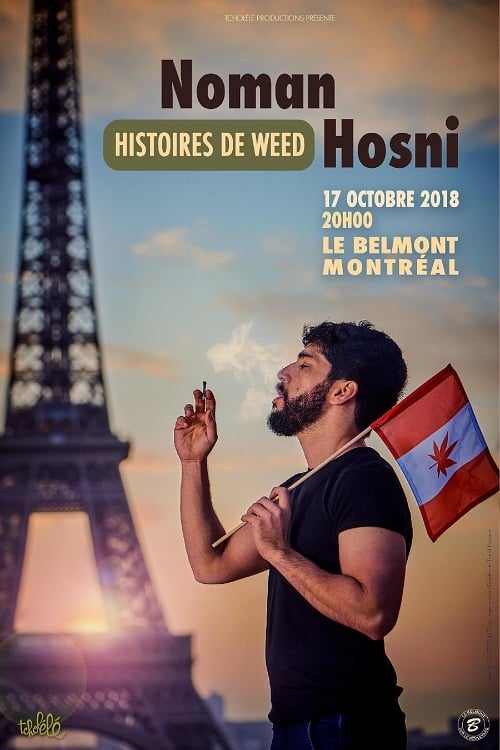 TCHOLÉLÉ PRODUCTIONS PRÉSENTE
Noman
HISTOIRES DE WEED Hosni
17 OCTOBRE 2018
20H00
LE BELMONT
MONTRÉAL
tcholélé
B